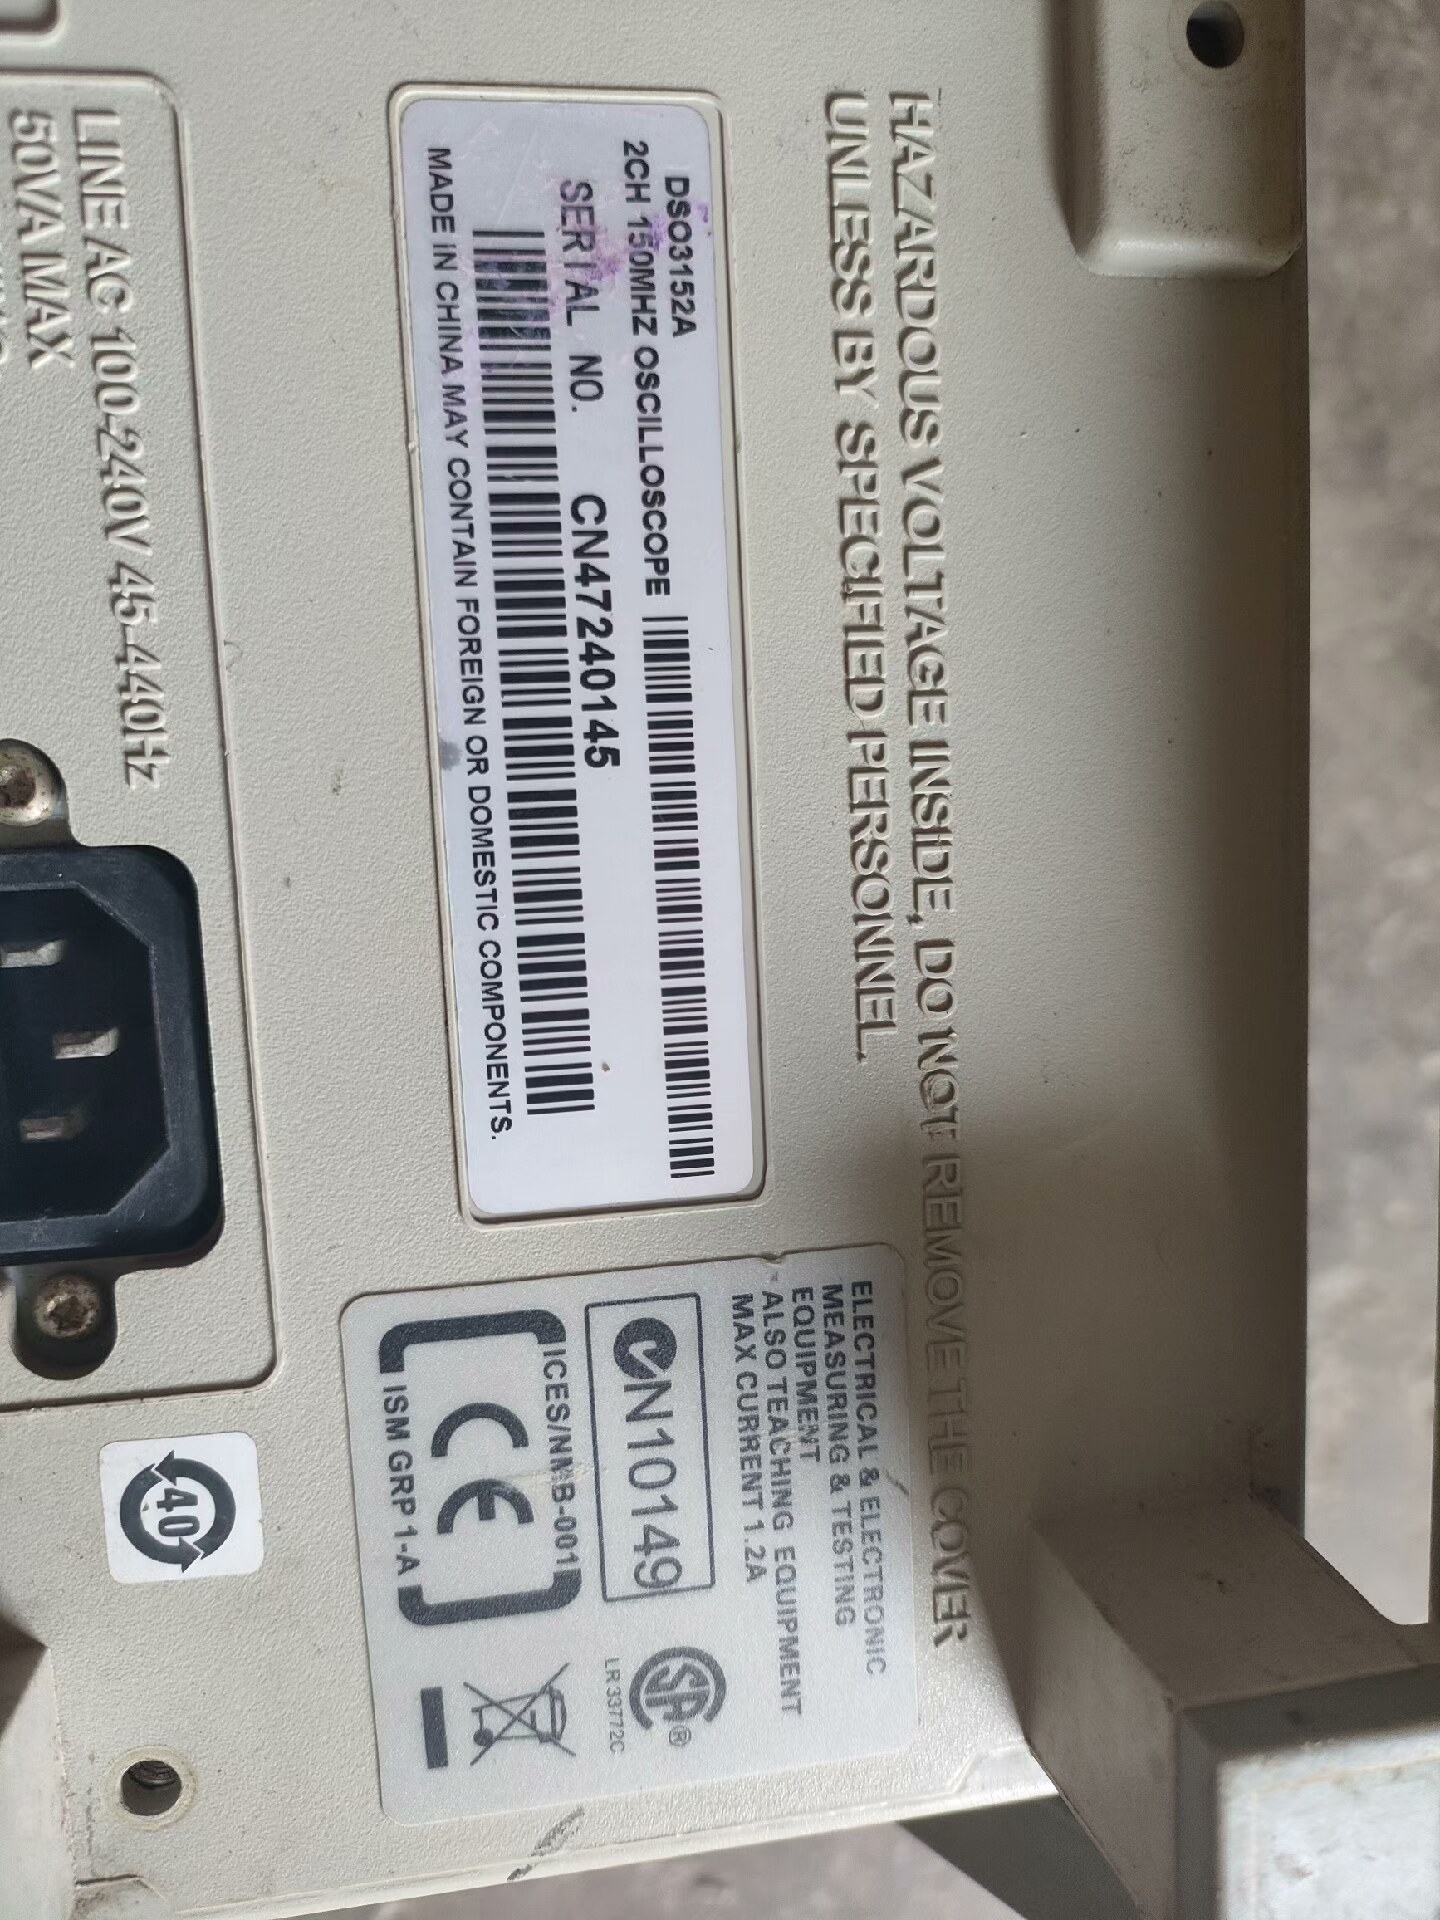 HAZARDOUS VOLTAGE INSIDE, DO NOT REMOVE THE COVER
UNLESS BY SPECIFIED PERSONNEL.
DSO3152A
2CH 150MHZ OSCILLOSCOPE
SERIAL NO. CN47240145
MADE IN CHINA MAY CONTAIN FOREIGN OR DOMESTIC COMPONENTS.
ELECTRICAL & ELECTRONIC
MEASURING & TESTING
EQUIPMENT
ALSO TEACHING EQUIPMENT
MAX CURRENT 1.2A
N10149
SA®
LR 33772C
ICES/NMB-001
CE
ISM GRP 1-A
40
LINE AC 100-240V 45-440Hz
50VA MAX